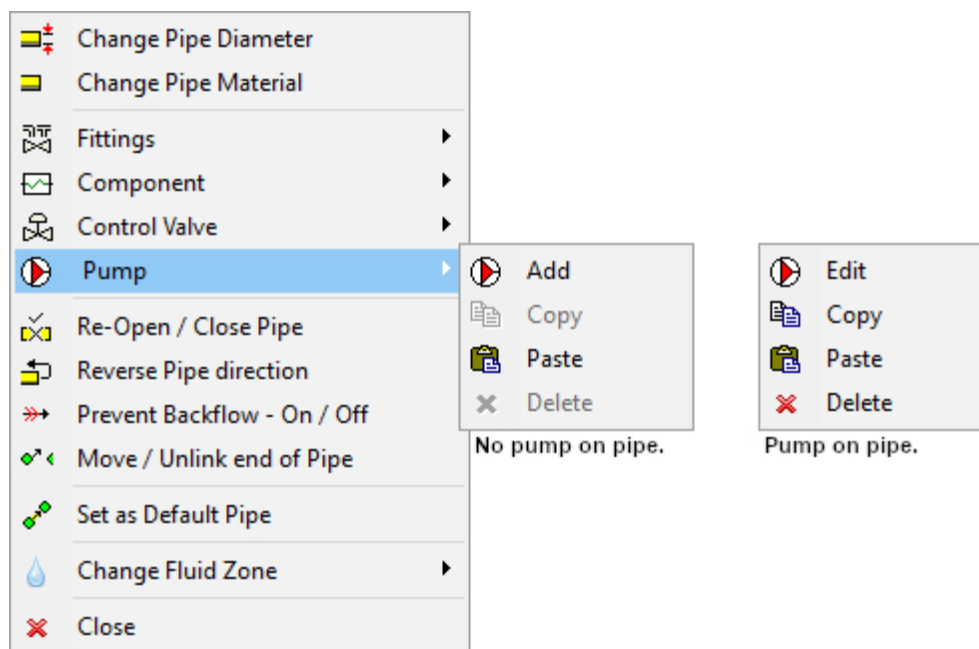 Change Pipe Diameter
Change Pipe Material
Fittings
Component
Control Valve
Pump
Re-Open / Close Pipe
Reverse Pipe direction
Prevent Backflow - On / Off
Move / Unlink end of Pipe
Set as Default Pipe
Change Fluid Zone
Close
Add
Copy
Paste
Delete
No pump on pipe.
Edit
Copy
Paste
Delete
Pump on pipe.